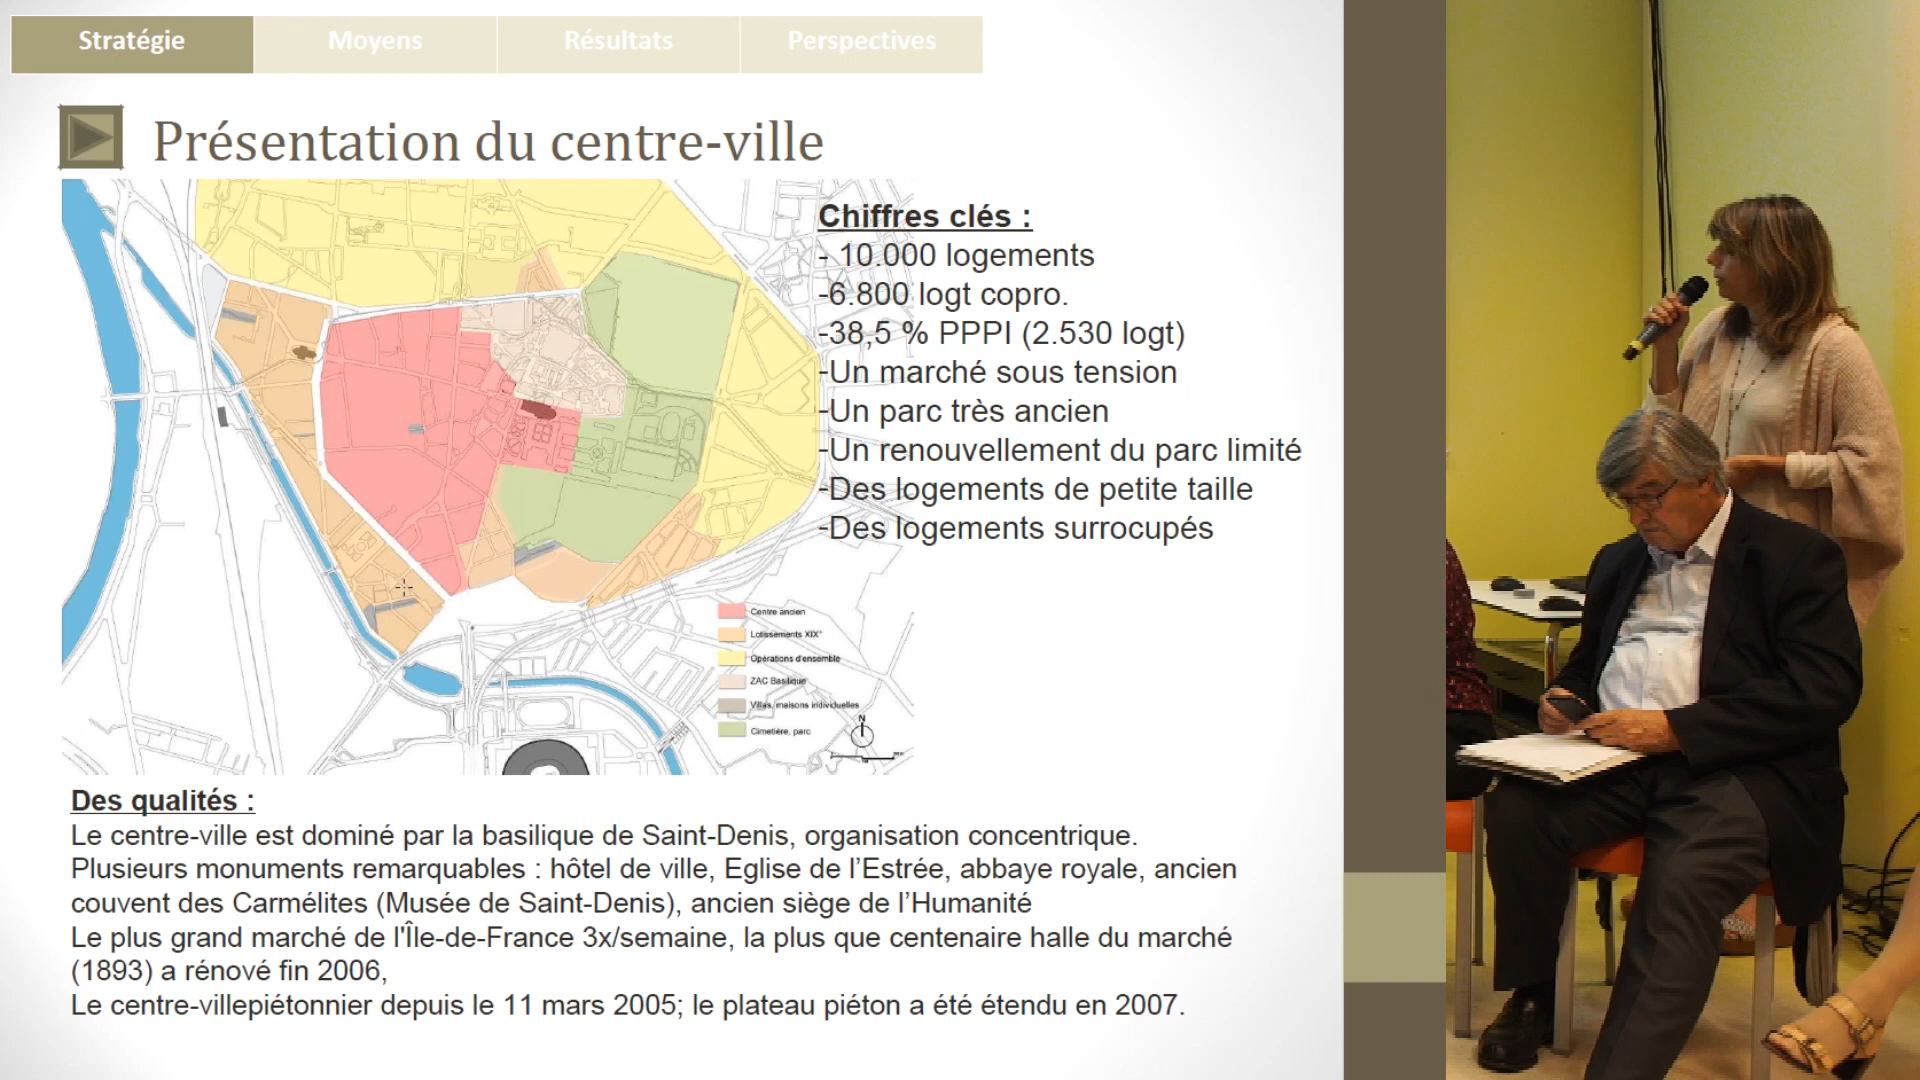 Stratégie
Moyens
Résultats
Perspectives
Présentation du centre-ville
Chiffres clés :
- 10.000 logements
-6.800 logt copro.
-38,5 % PPPI (2.530 logt)
-Un marché sous tension
-Un parc très ancien
-Un renouvellement du parc limité
-Des logements de petite taille
-Des logements surrocupés
Centre ancien
Lotissements XIX°
Opérations d'ensemble
ZAC Basilique
Villas, maisons individuelles
Cimetière, parc
N
Des qualités :
Le centre-ville est dominé par la basilique de Saint-Denis, organisation concentrique.
Plusieurs monuments remarquables : hôtel de ville, Eglise de l’Estrée, abbaye royale, ancien
couvent des Carmélites (Musée de Saint-Denis), ancien siège de l’Humanité
Le plus grand marché de l'Île-de-France 3x/semaine, la plus que centenaire halle du marché
(1893) a rénové fin 2006,
Le centre-villepiétonnier depuis le 11 mars 2005; le plateau piéton a été étendu en 2007.